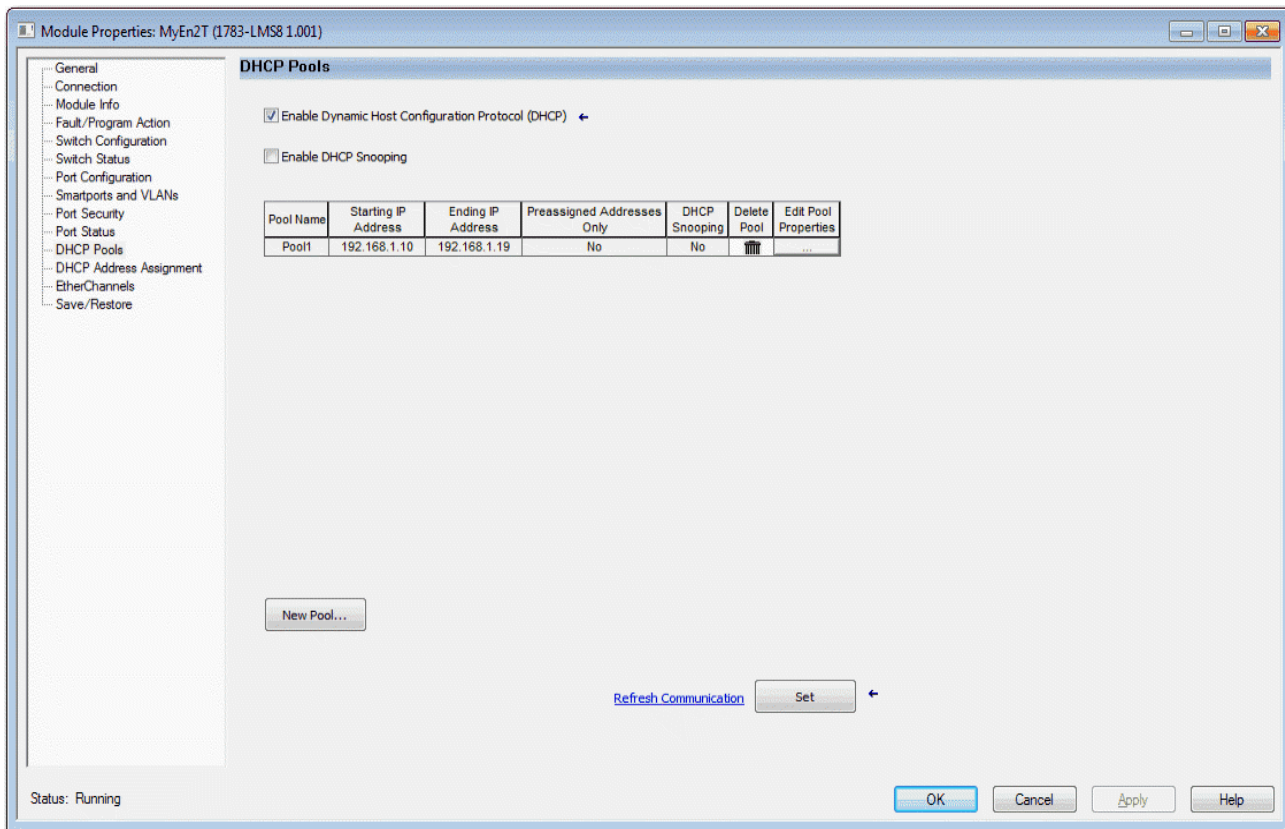 Module Properties: MyEn2T (1783-LMS8 1.001)
General
Connection
Module Info
Fault/Program Action
Switch Configuration
Switch Status
Port Configuration
Smartports and VLANs
Port Security
Port Status
DHCP Pools
DHCP Address Assignment
EtherChannels
Save/Restore
DHCP Pools
Enable Dynamic Host Configuration Protocol (DHCP) ←
Enable DHCP Snooping
Pool Name Starting IP Address Ending IP Address Preassigned Addresses Only DHCP Snooping Delete Pool Edit Pool Properties
Pool1 192.168.1.10 192.168.1.19 No No ...
New Pool...
Refresh Communication Set ←
Status: Running
OK Cancel Apply Help